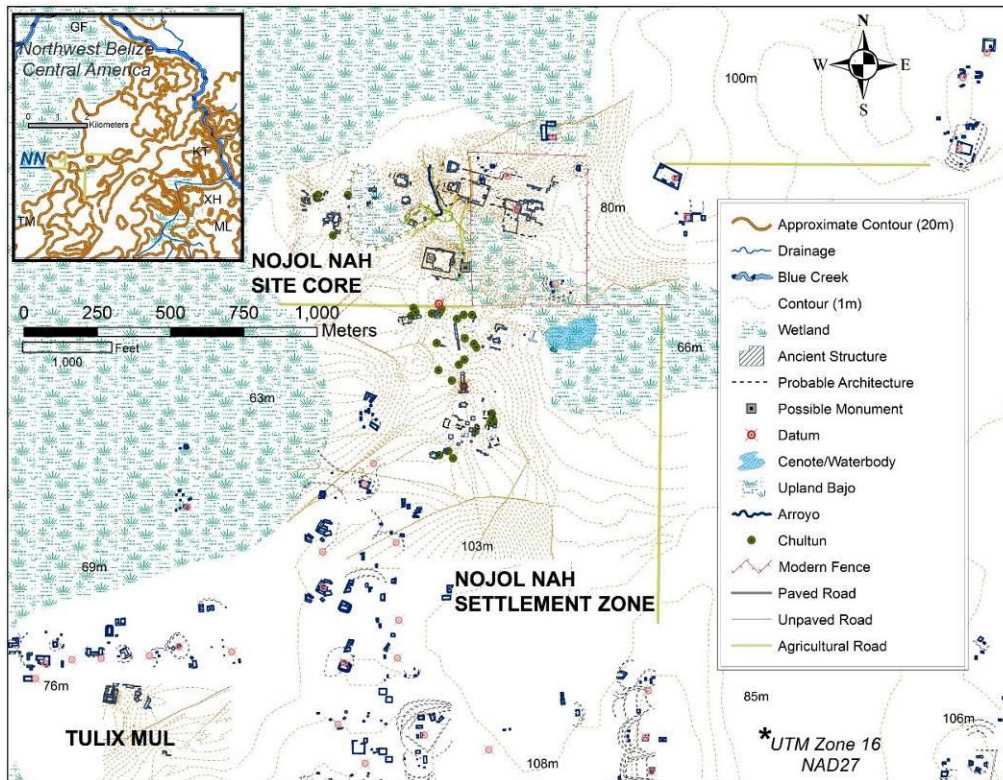 GF
Northwest Belize
Central America
0 1 2
Kilometers
KT
NN
XH
TM
ML
N
W E
S
100m
80m
NOJOL NAH
SITE CORE
0 250 500 750 1,000
Meters
Feet
1,000
66m
63m
103m
69m
NOJOL NAH
SETTLEMENT ZONE
76m
TULIX MUL
108m
85m
106m
*UTM Zone 16
NAD27
Approximate Contour (20m)
Drainage
Blue Creek
Contour (1m)
Wetland
Ancient Structure
Probable Architecture
Possible Monument
Datum
Cenote/Waterbody
Upland Bajo
Arroyo
Chultun
Modern Fence
Paved Road
Unpaved Road
Agricultural Road